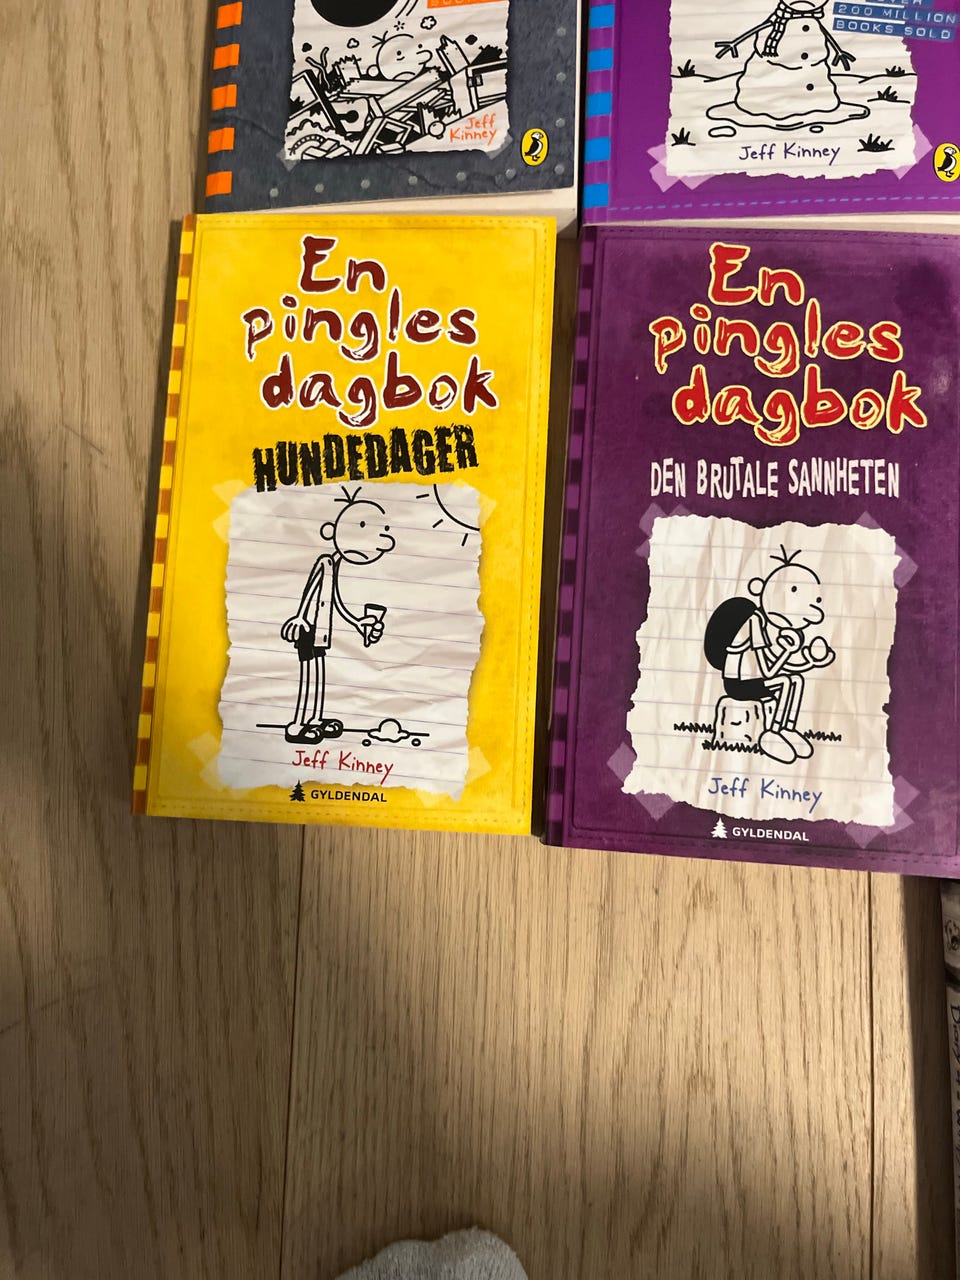 200 MILLION
BOOKS SOLD
Jeff
Kinney
Jeff Kinney
En
pingles
dagbok
HUNDEDAGER
Jeff Kinney
GYLDENDAL
En
pingles
dagbok
DEN BRUTALE SANNHETEN
Jeff Kinney
GYLDENDAL